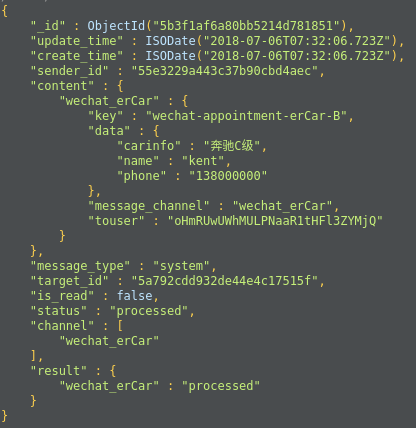 {
    "_id" : ObjectId("5b3f1af6a80bb5214d781851"),
    "update_time" : ISODate("2018-07-06T07:32:06.723Z"),
    "create_time" : ISODate("2018-07-06T07:32:06.723Z"),
    "sender_id" : "55e3229a443c37b90cbd4aec",
    "content" : {
        "wechat_erCar" : {
            "key" : "wechat-appointment-erCar-B",
            "data" : {
                "carinfo" : "奔驰C级",
                "name" : "kent",
                "phone" : "138000000"
            },
            "message_channel" : "wechat_erCar",
            "touser" : "oHmRUwUWhMULPNaaR1tHFl3ZYMjQ"
        }
    },
    "message_type" : "system",
    "target_id" : "5a792cdd932de44e4c17515f",
    "is_read" : false,
    "status" : "processed",
    "channel" : [
        "wechat_erCar"
    ],
    "result" : {
        "wechat_erCar" : "processed"
    }
}